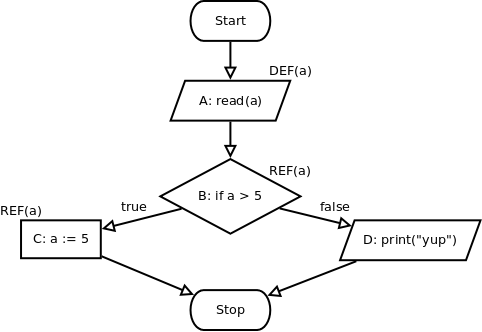 Start
DEF(a)
A: read(a)
REF(a)
B: if a > 5
true
false
REF(a)
C: a := 5
D: print("yup")
Stop